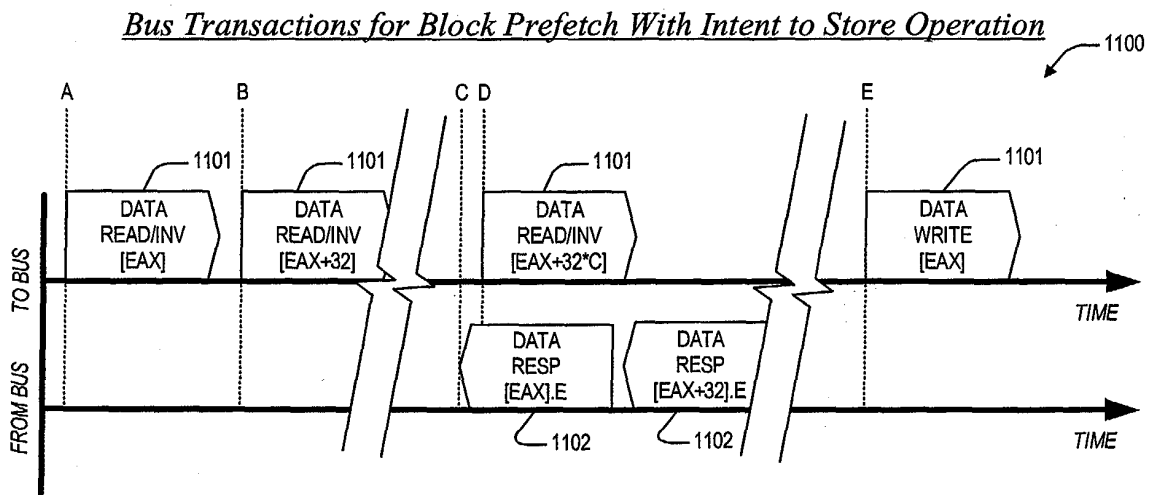 Bus Transactions for Block Prefetch With Intent to Store Operation
1100
A
B
C
D
E
1101
1101
1101
1101
DATA
READ/INV
[EAX]
DATA
READ/INV
[EAX+32]
DATA
READ/INV
[EAX+32*C]
DATA
WRITE
[EAX]
TO BUS
TIME
DATA
RESP
[EAX].E
DATA
RESP
[EAX+32].E
FROM BUS
1102
1102
TIME